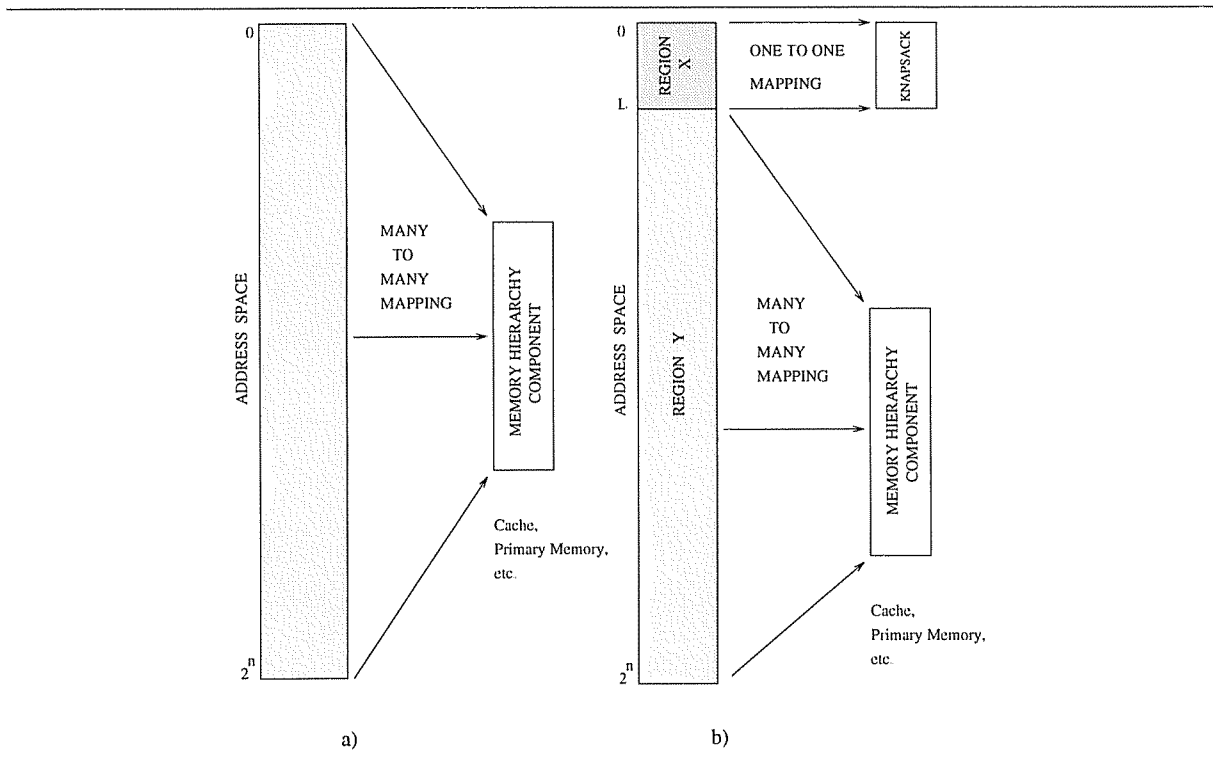 0
ADDRESS SPACE
2^n
MANY
TO
MANY
MAPPING
MEMORY HIERARCHY
COMPONENT
Cache,
Primary Memory,
etc.
a)
0
L
2^n
ADDRESS SPACE
REGION
X
REGION Y
ONE TO ONE
MAPPING
KNAPSACK
MANY
TO
MANY
MAPPING
MEMORY HIERARCHY
COMPONENT
Cache,
Primary Memory,
etc.
b)